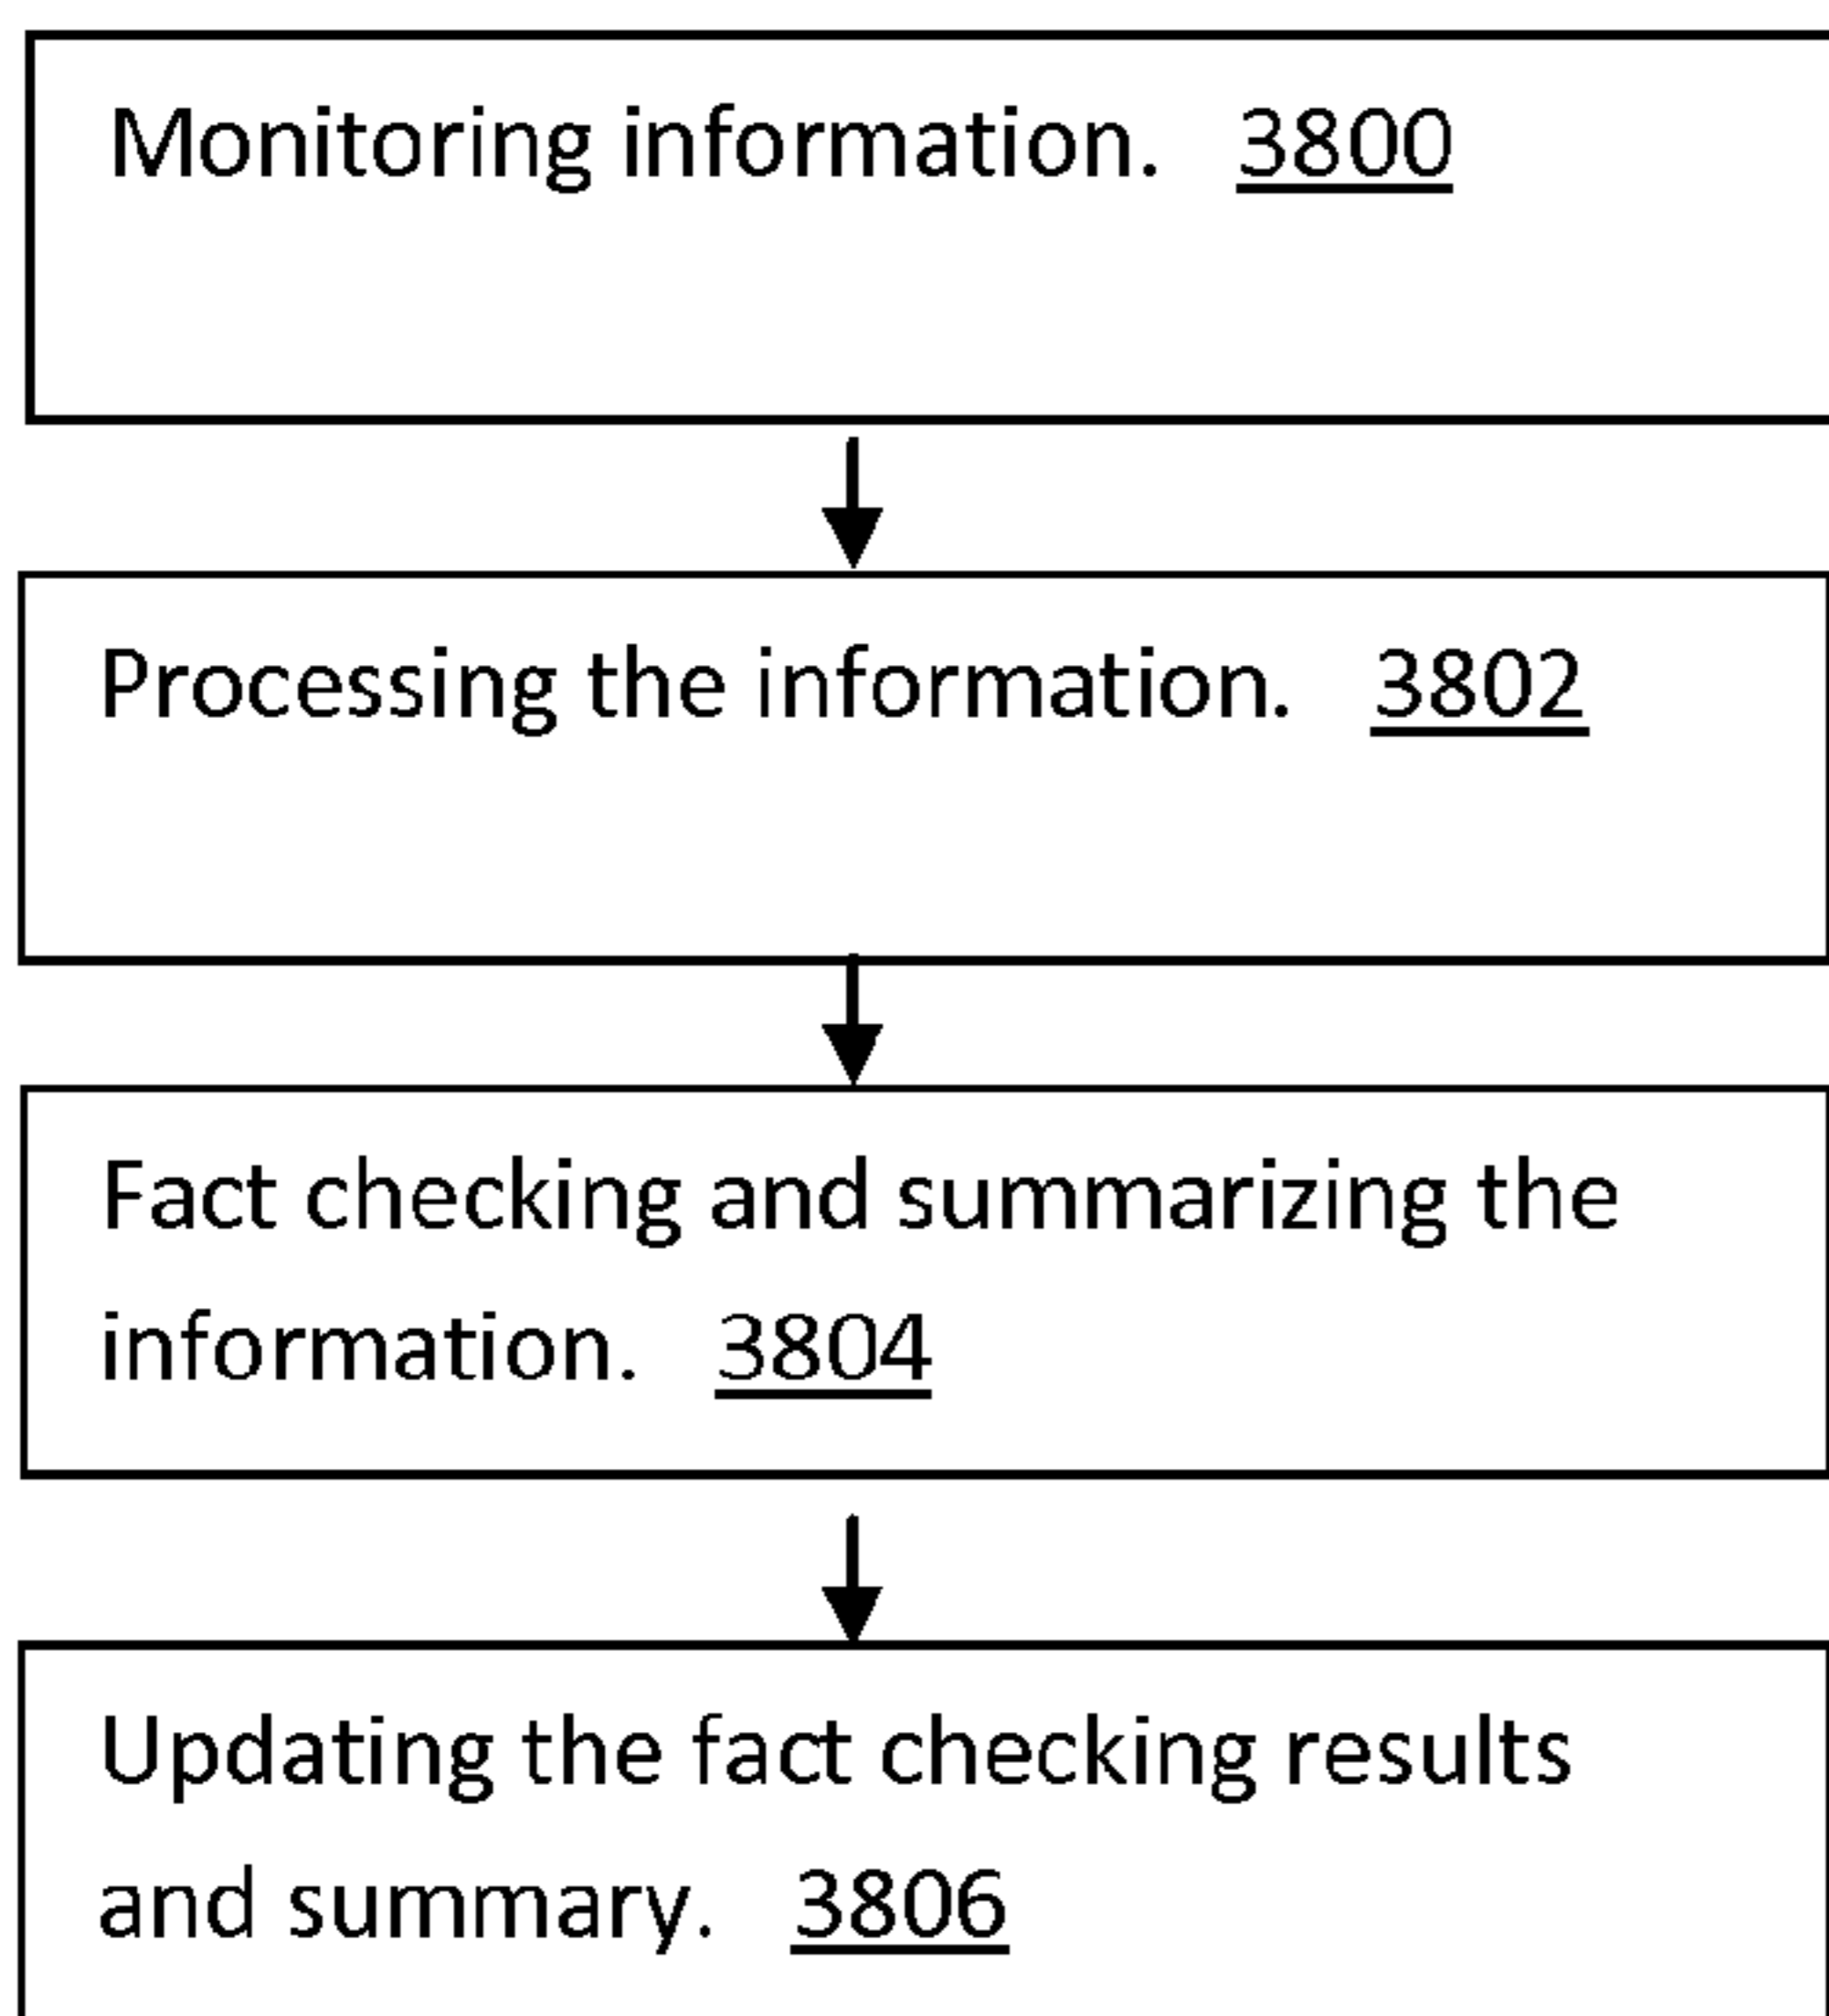 Monitoring information. 3800
Processing the information. 3802
Fact checking and summarizing the
information. 3804
Updating the fact checking results
and summary. 3806